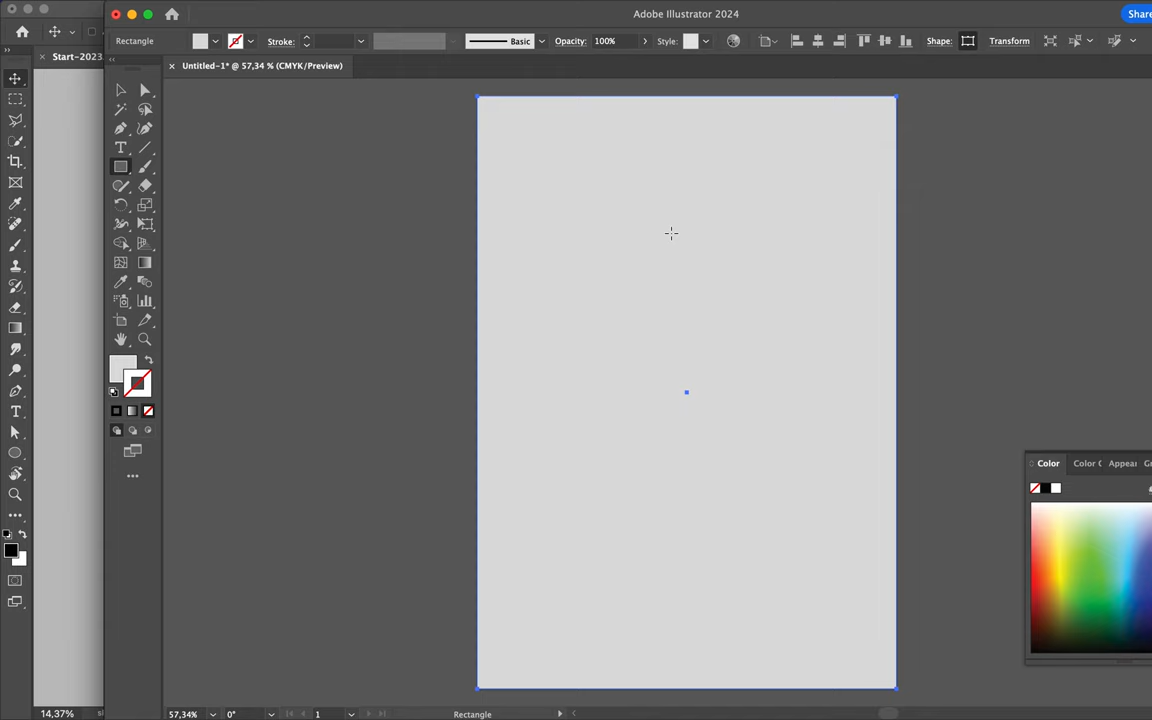 Adobe Illustrator 2024
Share
Rectangle
Stroke:
Basic
Opacity:
100%
Style:
Shape:
Transform
Start-2023
Untitled-1* @ 57,34 % (CMYK/Preview)
Color
Color
Appear
14,37%
57,34%
0°
1
Rectangle